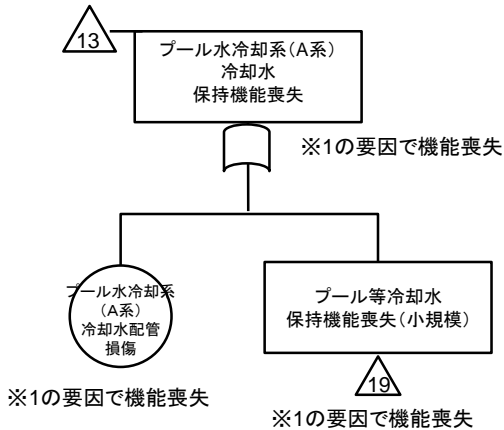 13
プール水冷却系(A系)
冷却水
保持機能喪失
※1の要因で機能喪失
プール水冷却系
(A系)
冷却水配管
損傷
※1の要因で機能喪失
プール等冷却水
保持機能喪失(小規模)
19
※1の要因で機能喪失